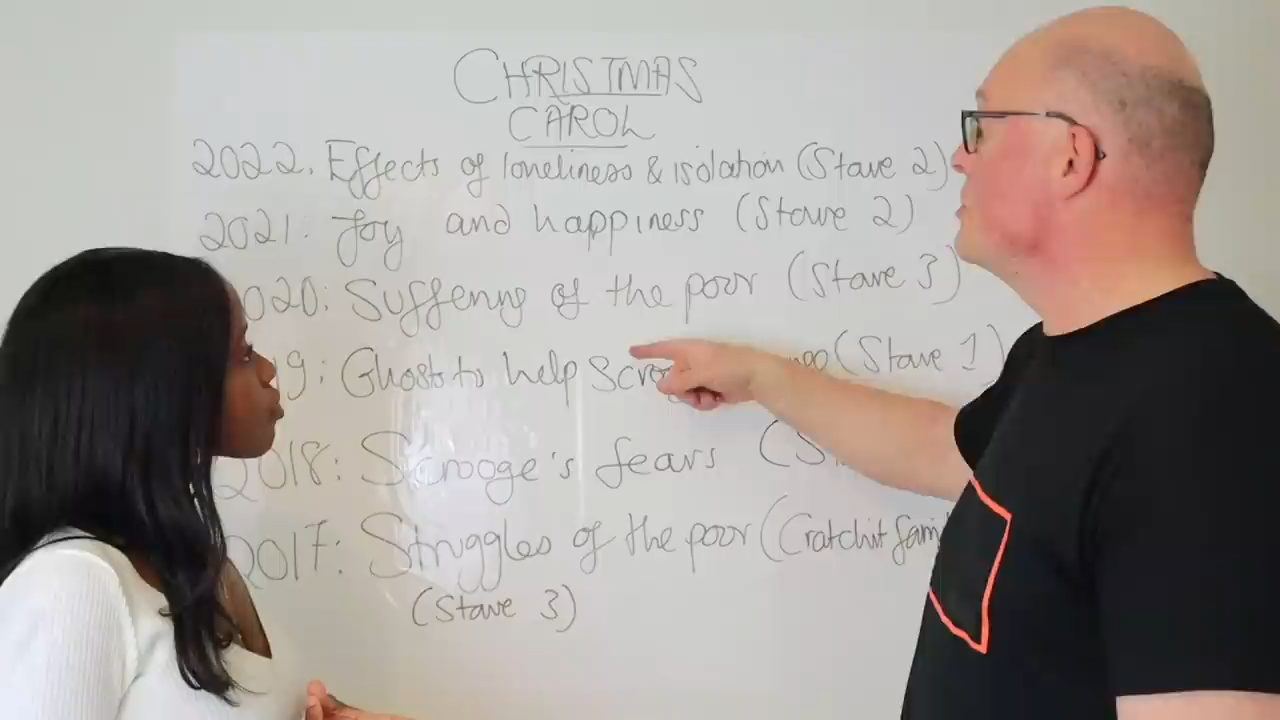 CHRISTMAS
CAROL
2022. Effects of loneliness & isolation (Stave 2)
2021: Joy and happiness (Stave 2)
020: Suffering of the poor (Stave 3)
19: Ghosts to help (Stave 1)
2018: Scrooge's fears
2017: Struggles of the poor (Cratchit fam
(Stave 3)